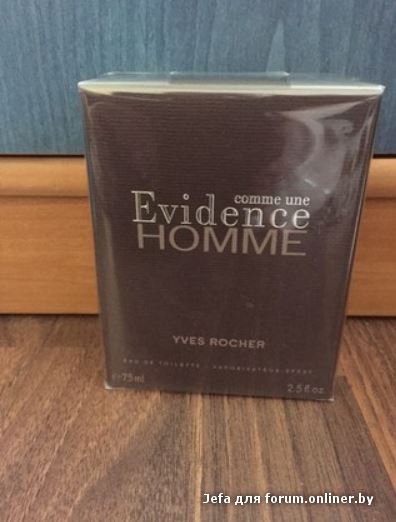 comme une
Evidence
HOMME
YVES ROCHER
EAU DE TOILETTE - VAPORISATEUR SPRAY
e 75ml 2.5 fl.oz.
Jefa для forum.onliner.by